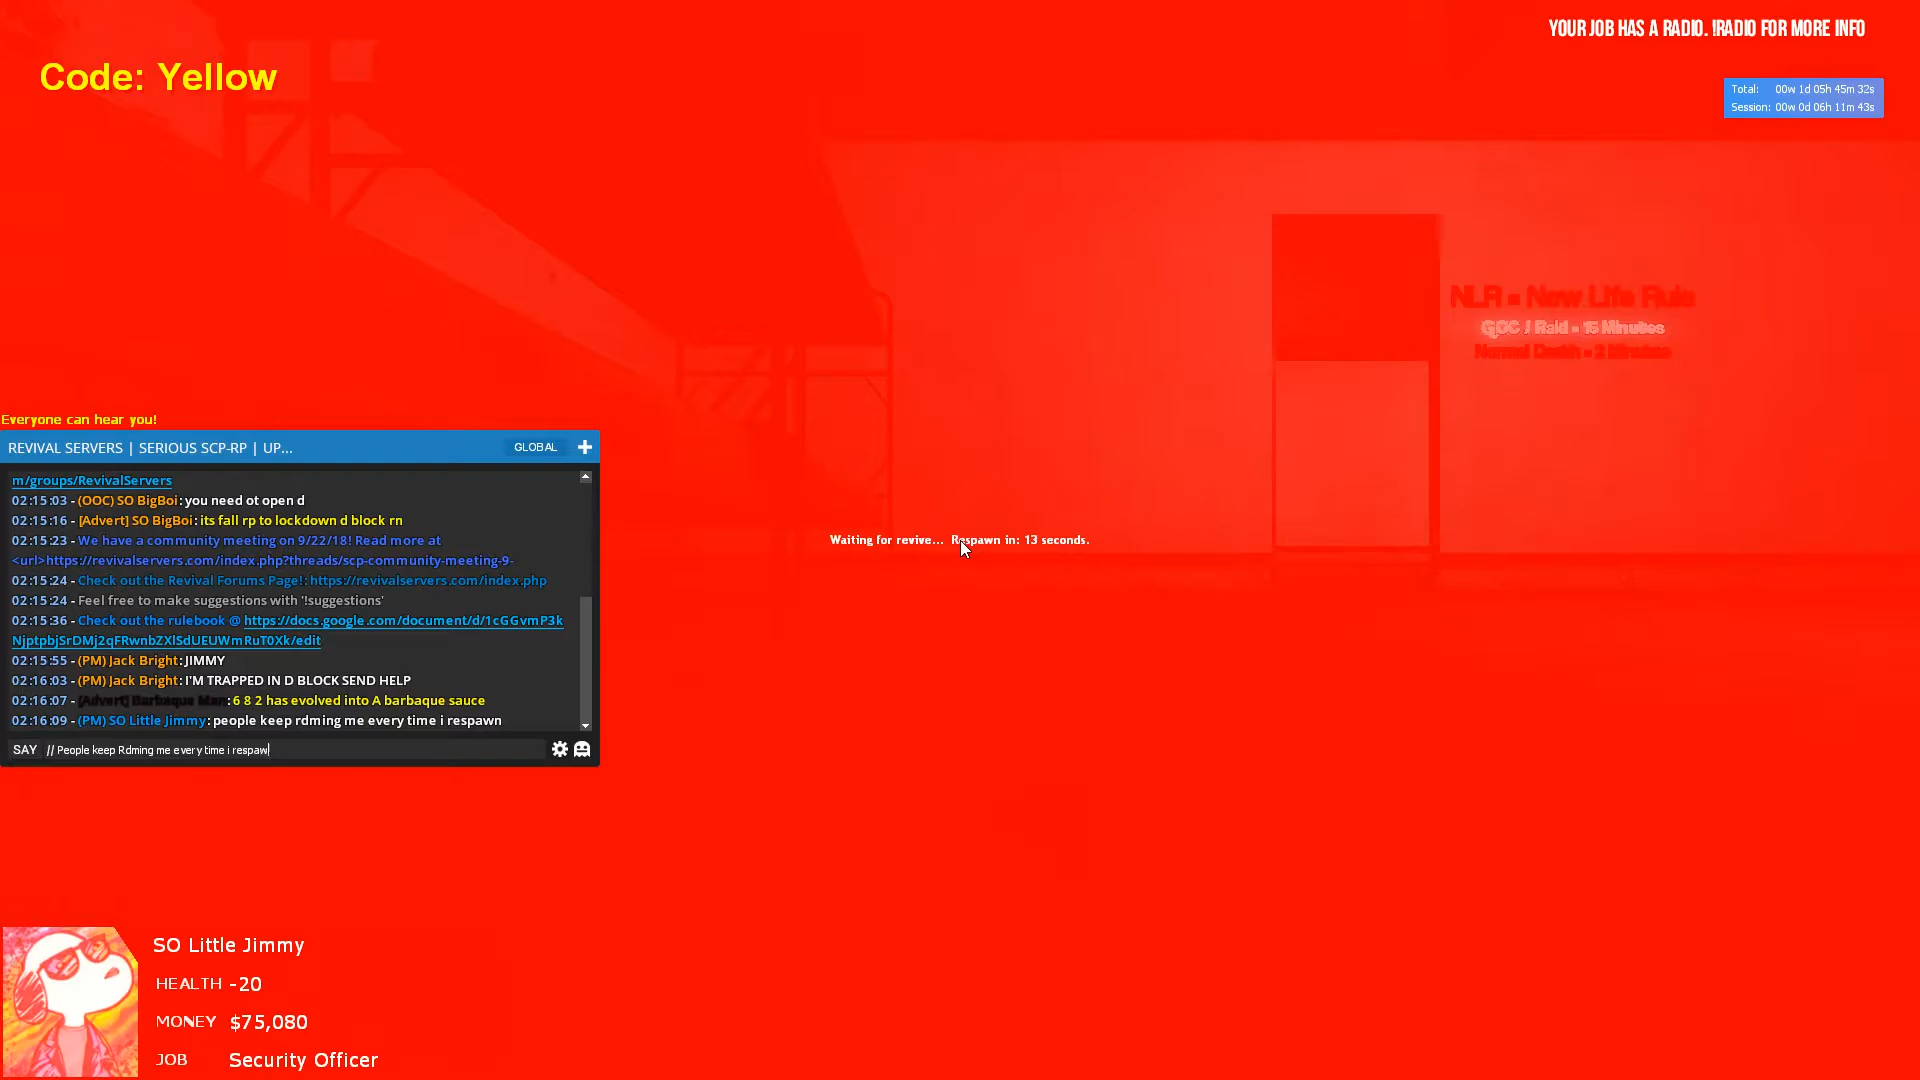 YOUR JOB HAS A RADIO. !RADIO FOR MORE INFO
Code: Yellow
Total: 00w 1d 05h 45m 32s
Session: 00w 0d 06h 11m 43s
NLR = New Life Rule
GOC / Raid = 15 Minutes
Normal Death = 2 Minutes
Everyone can hear you!
REVIVAL SERVERS | SERIOUS SCP-RP | UP...
GLOBAL
m/groups/RevivalServers
02:15:03 - (OOC) SO BigBoi: you need ot open d
02:15:16 - [Advert] SO BigBoi: its fall rp to lockdown d block rn
02:15:23 - We have a community meeting on 9/22/18! Read more at
<url>https://revivalservers.com/index.php?threads/scp-community-meeting-9-
02:15:24 - Check out the Revival Forums Page!: https://revivalservers.com/index.php
02:15:24 - Feel free to make suggestions with '!suggestions'
02:15:36 - Check out the rulebook @ https://docs.google.com/document/d/1cGGvmP3k
NjptpbjSrDMj2qFRwnbZXlSdUEUWmRuT0Xk/edit
02:15:55 - (PM) Jack Bright: JIMMY
02:16:03 - (PM) Jack Bright: I'M TRAPPED IN D BLOCK SEND HELP
02:16:07 - [Advert] Barbaque Man: 6 8 2 has evolved into A barbaque sauce
02:16:09 - (PM) SO Little Jimmy: people keep rdming me every time i respawn
SAY // People keep Rdming me every time i respaw
Waiting for revive... Respawn in: 13 seconds.
SO Little Jimmy
HEALTH -20
MONEY $75,080
JOB Security Officer